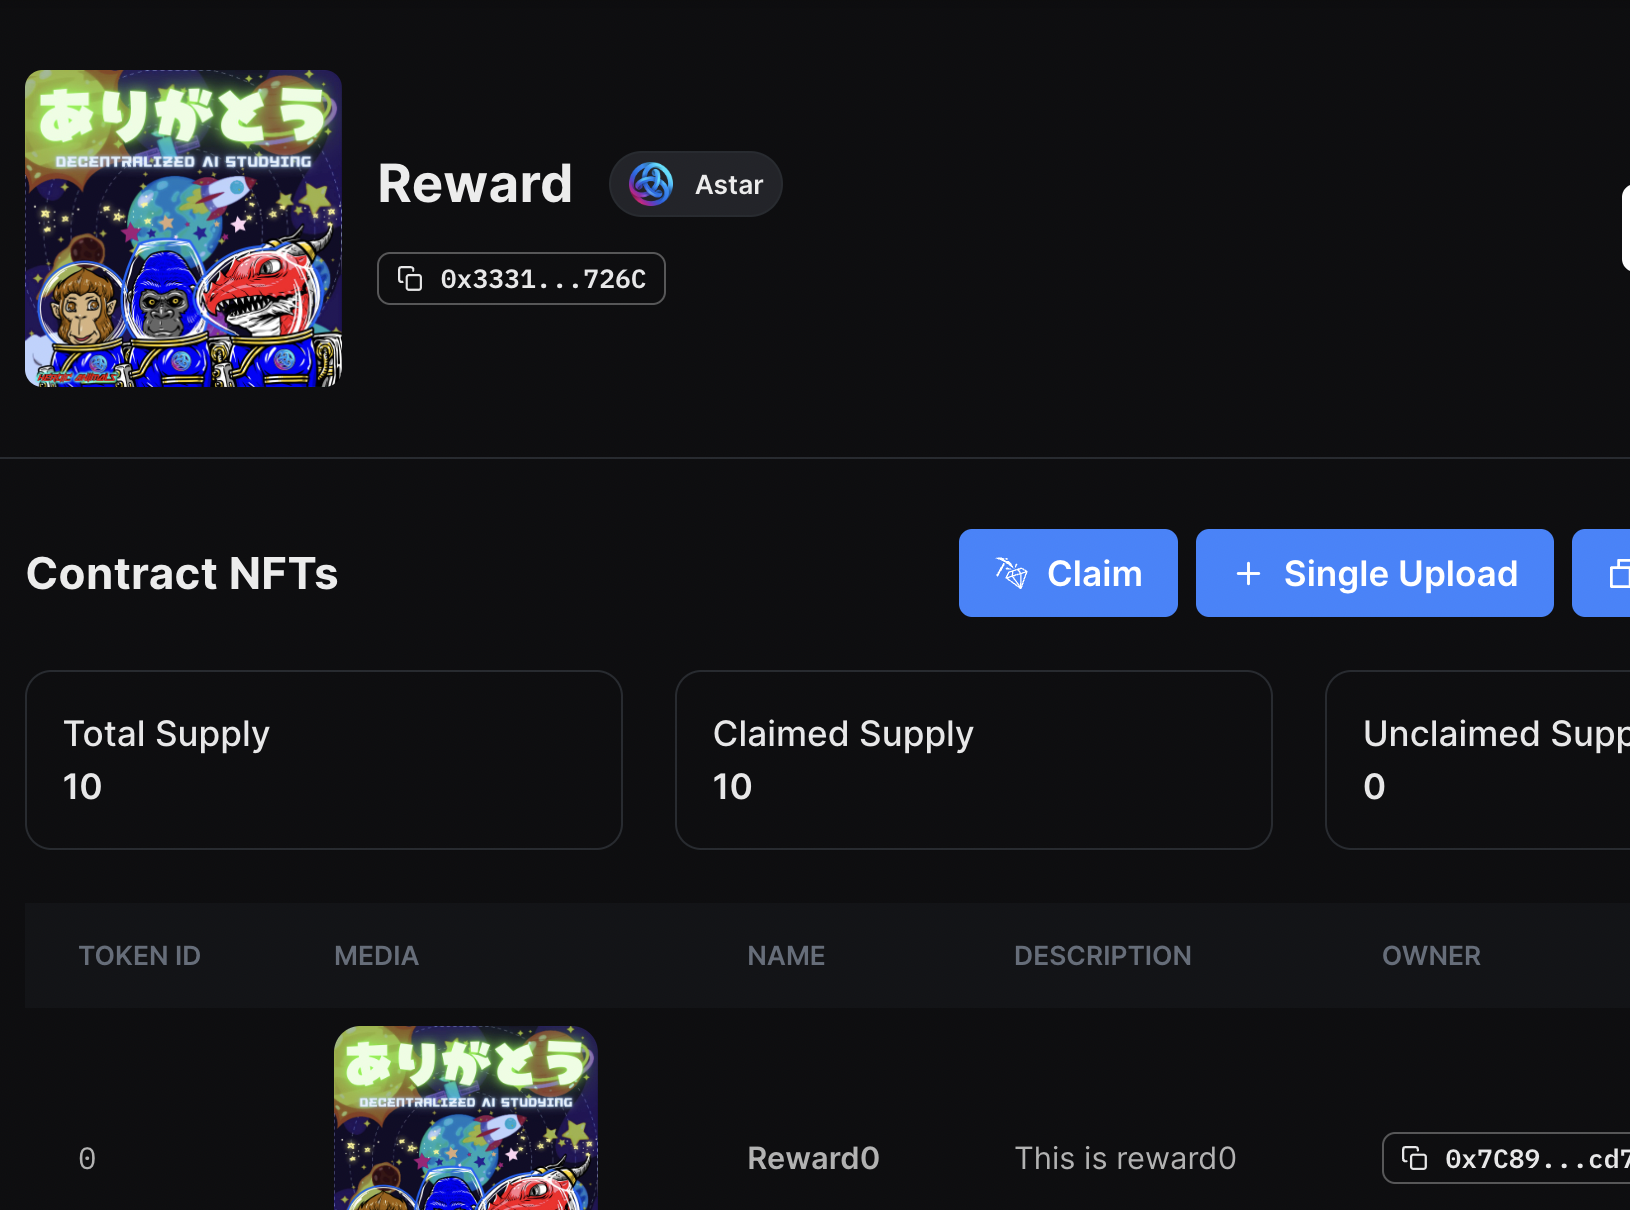 ありがとう
DECENTRALIZED AI STUDYING
ASTAR ANIMALS
Reward
Astar
0x3331...726C
Contract NFTs
Claim
Single Upload
Total Supply
10
Claimed Supply
10
Unclaimed Supp
0
TOKEN ID
MEDIA
NAME
DESCRIPTION
OWNER
0
ありがとう
DECENTRALIZED AI STUDYING
Reward0
This is reward0
0x7C89...cd7